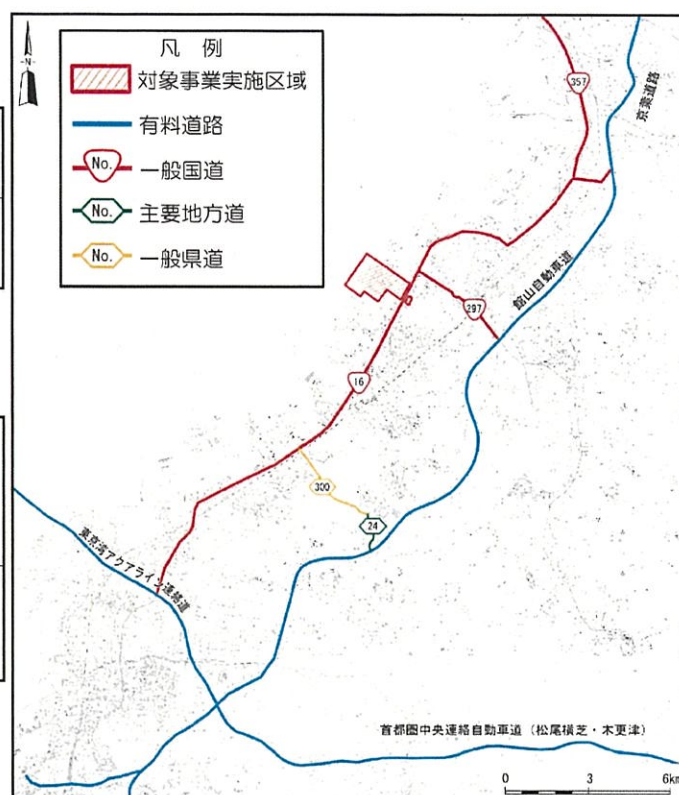 N
凡 例
対象事業実施区域
有料道路
No. 一般国道
No. 主要地方道
No. 一般県道
357
京葉道路
館山自動車道
297
16
300
24
東京湾アクアライン連絡道
首都圏中央連絡自動車道（松尾横芝・木更津）
0 3 6km